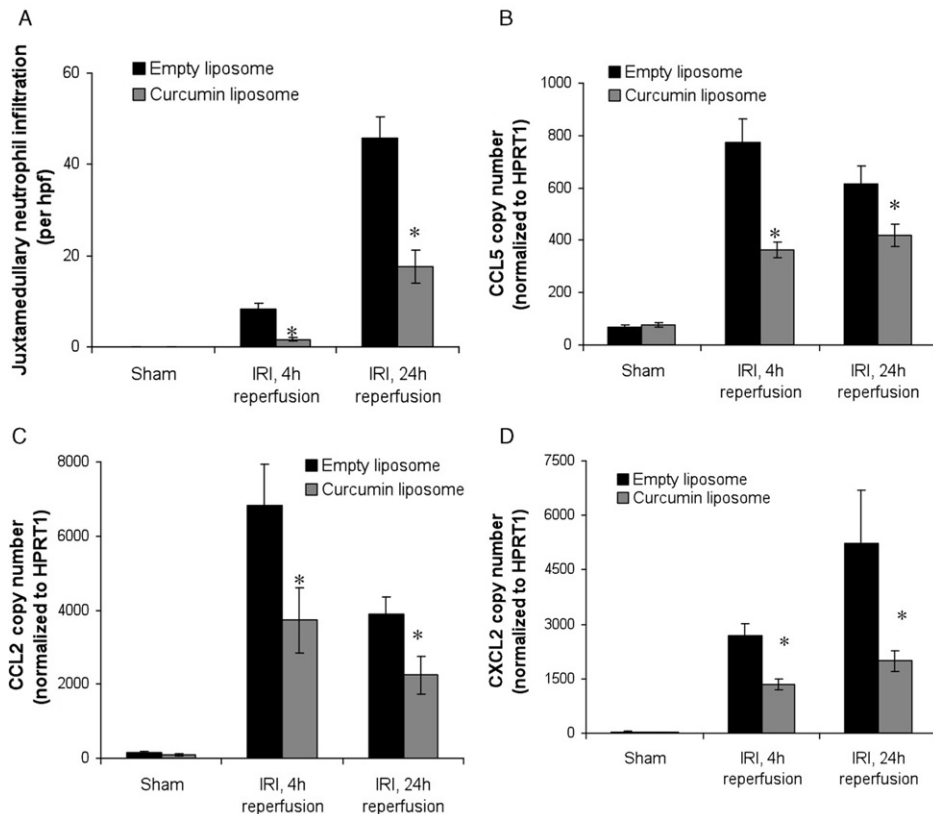 A
Juxtamedullary neutrophil infiltration
(per hpf)
60
40
20
0
Empty liposome
Curcumin liposome
*
*
Sham
IRI, 4h
reperfusion
IRI, 24h
reperfusion
B
CCL5 copy number
(normalized to HPRT1)
1000
800
600
400
200
0
Empty liposome
Curcumin liposome
*
*
Sham
IRI, 4h
reperfusion
IRI, 24h
reperfusion
C
CCL2 copy number
(normalized to HPRT1)
8000
6000
4000
2000
0
Empty liposome
Curcumin liposome
*
*
Sham
IRI, 4h
reperfusion
IRI, 24h
reperfusion
D
CXCL2 copy number
(normalized to HPRT1)
7500
6000
4500
3000
1500
0
Empty liposome
Curcumin liposome
*
*
Sham
IRI, 4h
reperfusion
IRI, 24h
reperfusion